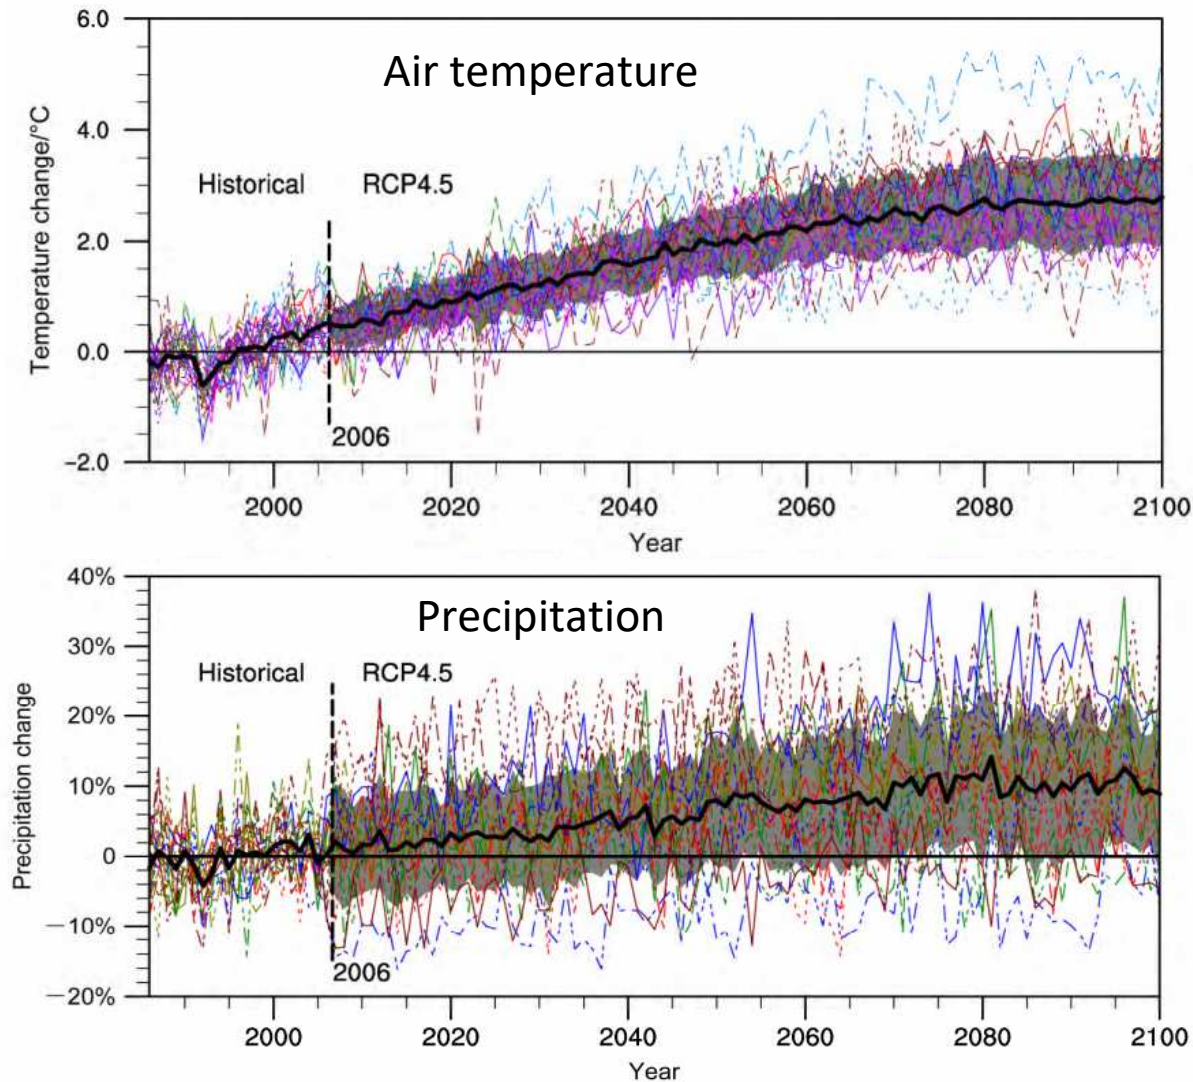 6.0
Air temperature
4.0
Historical RCP4.5
2.0
0.0
2006
−2.0
Temperature change/°C
2000 2020 2040 2060 2080 2100
Year
40%
Precipitation
30%
Historical RCP4.5
20%
10%
0
−10%
2006
−20%
Precipitation change
2000 2020 2040 2060 2080 2100
Year